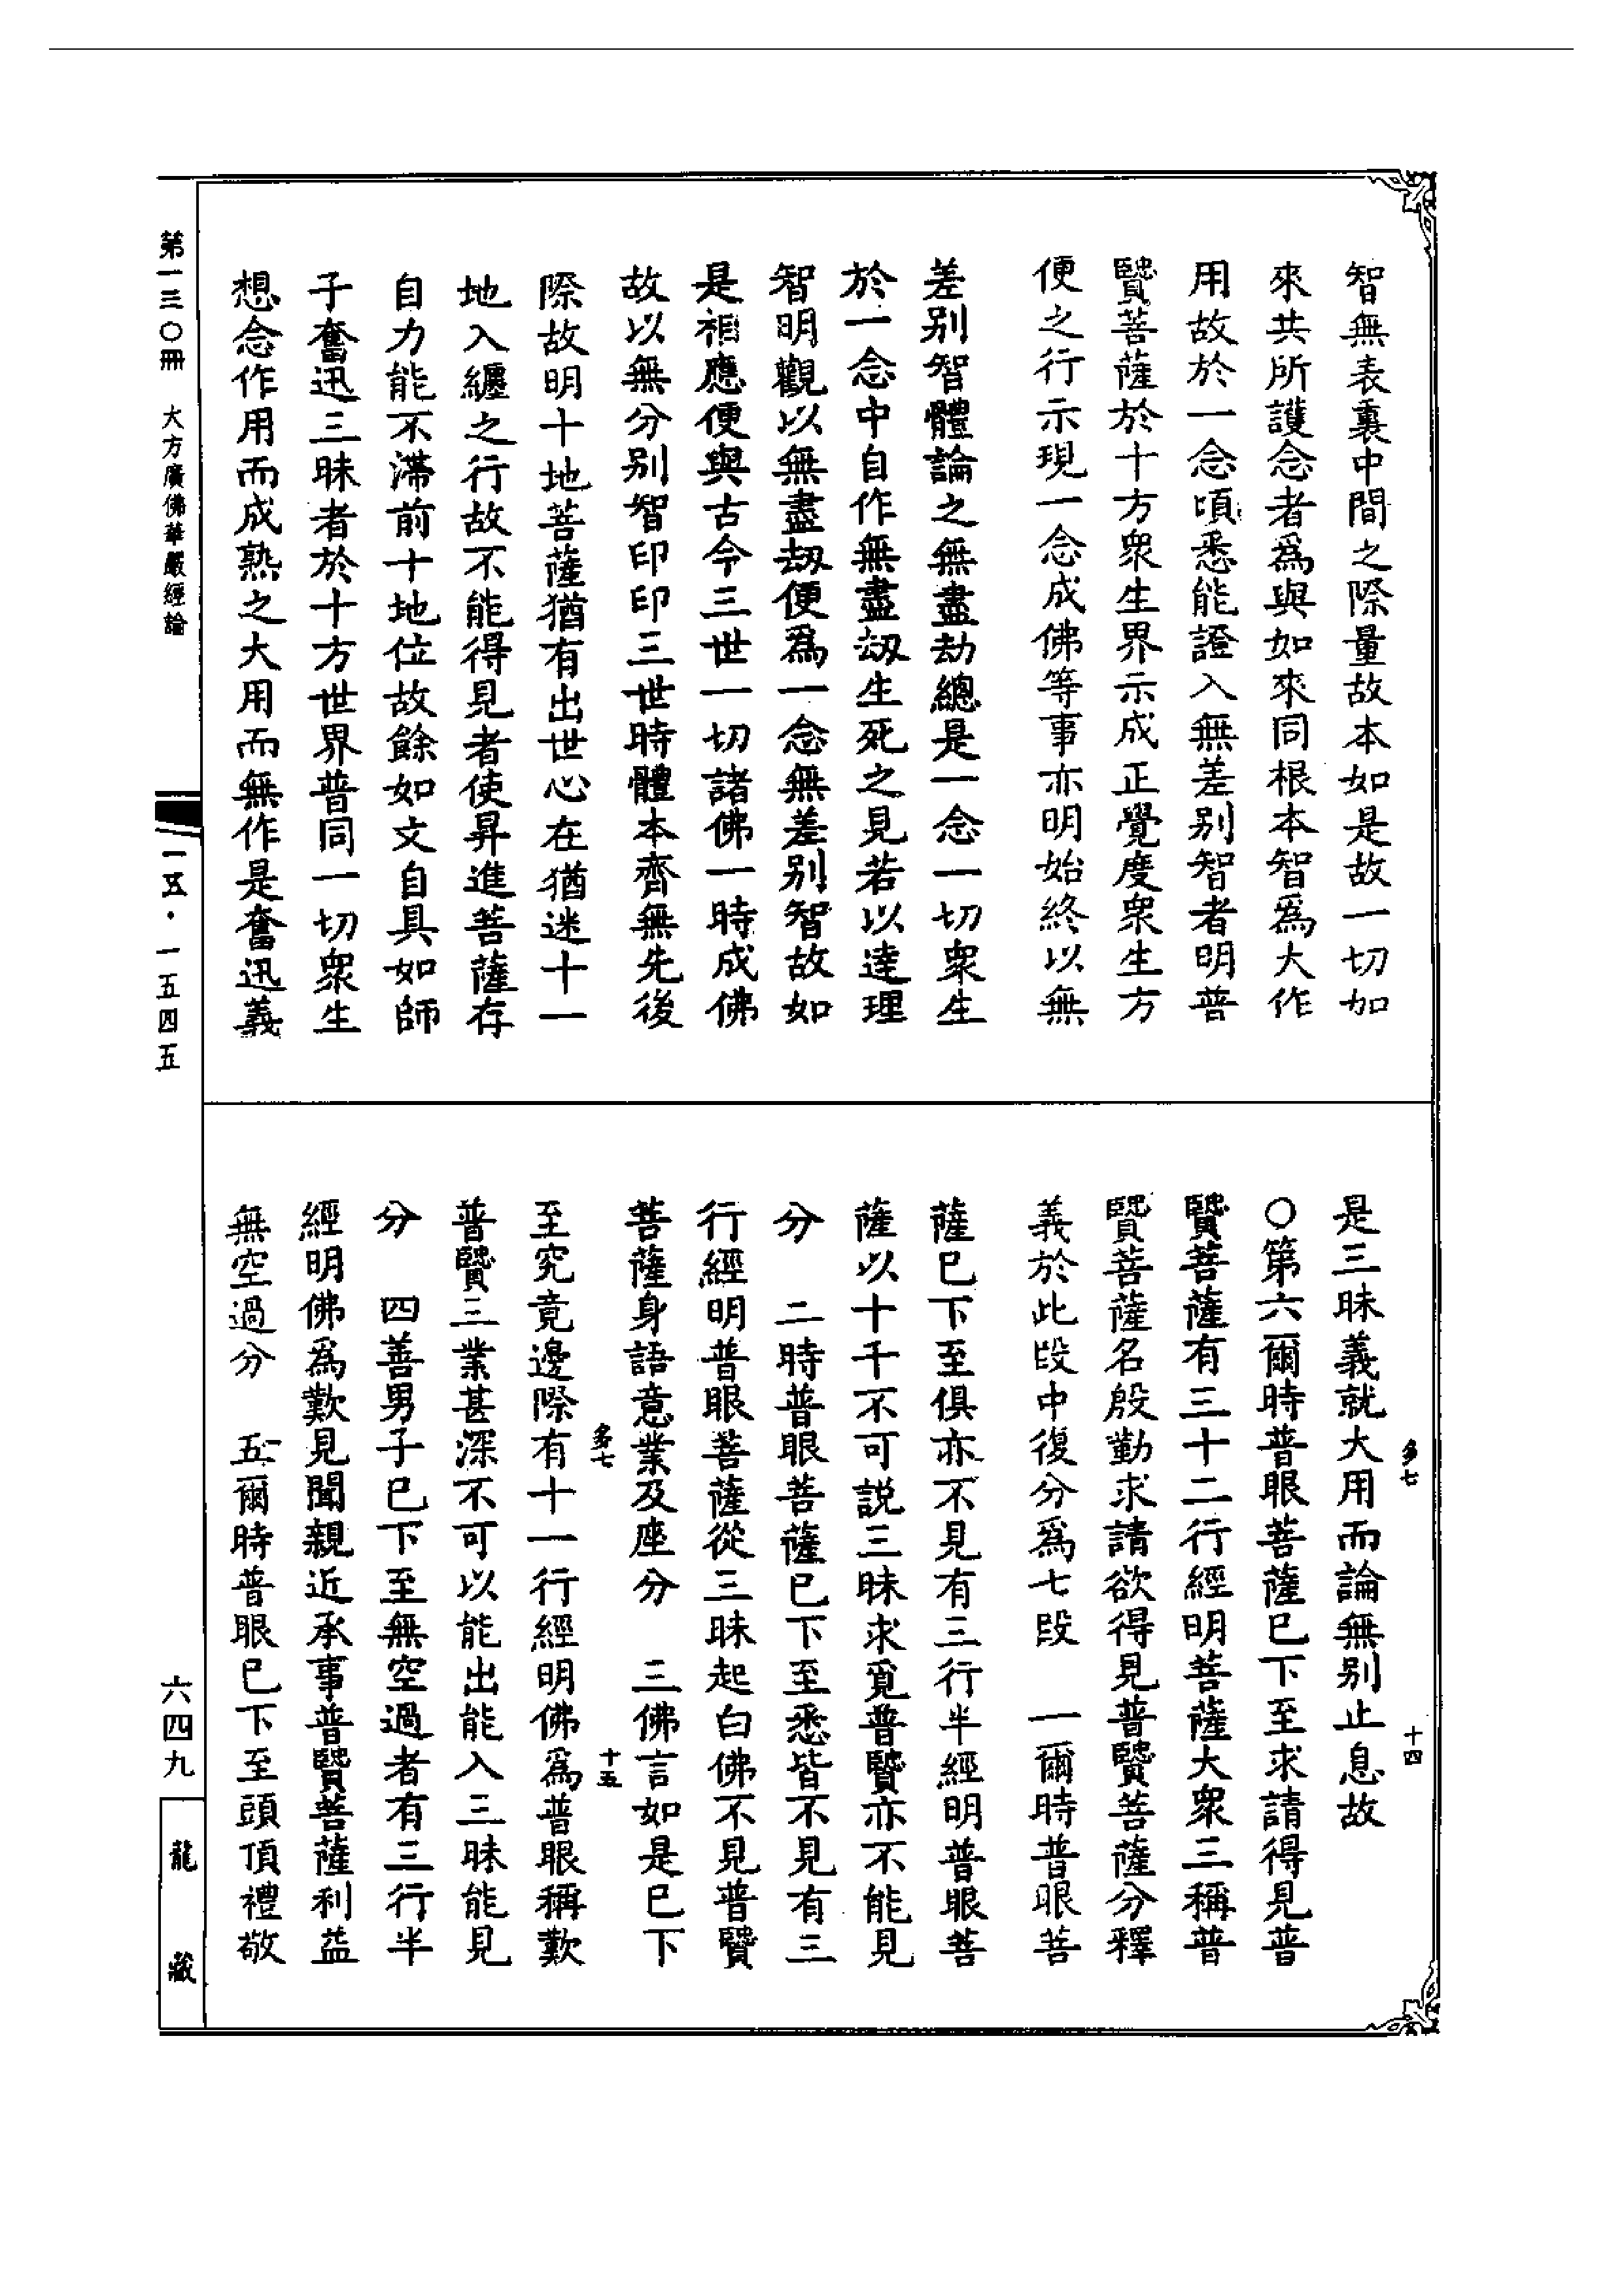 智無表裏中間之際量故本如是故一切如
來共所護念者爲與如來同根本智爲大作
用故於一念頃悉能證入無差别智者明普
賢菩薩於十方衆生界示成正覺度衆生方
便之行示現一念成佛等事亦明始終以無
差别智體論之無盡劫總是一念一切衆生
於一念中自作無盡劫生死之見若以達理
智明觀以無盡劫便爲一念無差别智故如
是相應便與古今三世一切諸佛一時成佛
故以無分别智印印三世時體本齊無先後
際故明十地菩薩猶有出世心在猶迷十一
地入纏之行故不能得見者使昇進菩薩存
自力能不滯前十地位故餘如文自具如師
子奮迅三昧者於十方世界普同一切衆生
想念作用而成熟之大用而無作是奮迅義
是三昧義就大用而論無别止息故
○第六爾時普眼菩薩已下至求請得見普
賢菩薩有三十二行經明菩薩大衆三稱普
賢菩薩名殷勤求請欲得見普賢菩薩分釋
義於此段中復分爲七段　一爾時普眼菩
薩已下至俱亦不見有三行半經明普眼菩
薩以十千不可説三昧求覓普賢亦不能見
分　二時普眼菩薩已下至悉皆不見有三
行經明普眼菩薩從三昧起白佛不見普賢
菩薩身語意業及座分　三佛言如是已下
至究竟邊際有十一行經明佛爲普眼稱歎
普賢三業甚深不可以能出能入三昧能見
分　四善男子已下至無空過者有三行半
經明佛爲歎見聞親近承事普賢菩薩利益
無空過分　五爾時普眼已下至頭頂禮敬
多七
十四
多七
十五
第一三〇冊　大方廣佛華嚴經論
一五·一五四五
六四九
龍藏